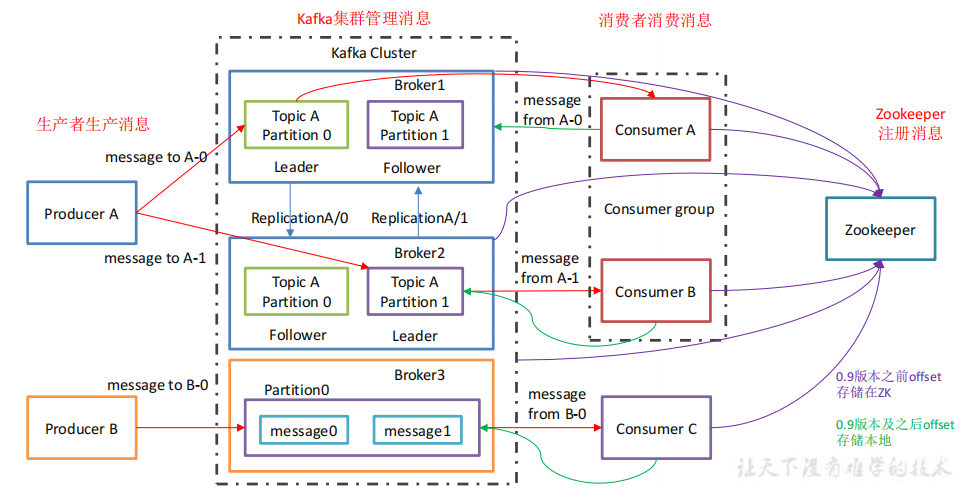 Kafka集群管理消息
消费者消费消息
Kafka Cluster
Broker1
Topic A
Partition 0
Topic A
Partition 1
Leader
Follower
生产者生产消息
message to A-0
Producer A
message to A-1
ReplicationA/0
ReplicationA/1
Broker2
Topic A
Partition 0
Topic A
Partition 1
Follower
Leader
message to B-0
Producer B
Broker3
Partition0
message0
message1
message
from A-0
Consumer A
Consumer group
message
from A-1
Consumer B
message
from B-0
Consumer C
Zookeeper
注册消息
Zookeeper
0.9版本之前offset
存储在ZK
0.9版本及之后offset
存储本地
让天下没有难学的技术